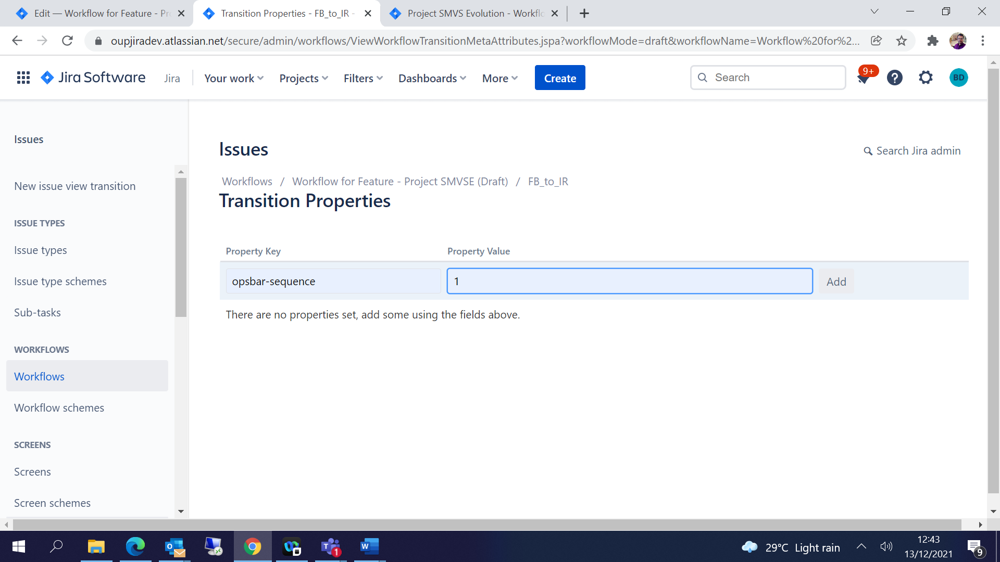 Edit — Workflow for Feature - Pr
Transition Properties - FB_to_IR -
Project SMVS Evolution - Workflo
oupjiradev.atlassian.net/secure/admin/workflows/ViewWorkflowTransitionMetaAttributes.jspa?workflowMode=draft&workflowName=Workflow%20for%2...
Jira Software
Jira
Your work
Projects
Filters
Dashboards
More
Create
Search
9+
BD
Issues
New issue view transition
ISSUE TYPES
Issue types
Issue type schemes
Sub-tasks
WORKFLOWS
Workflows
Workflow schemes
SCREENS
Screens
Screen schemes
Issues
Search Jira admin
Workflows / Workflow for Feature - Project SMVSE (Draft) / FB_to_IR
Transition Properties
Property Key Property Value
opsbar-sequence 1 Add
There are no properties set, add some using the fields above.
29°C Light rain
12:43
13/12/2021
9
1